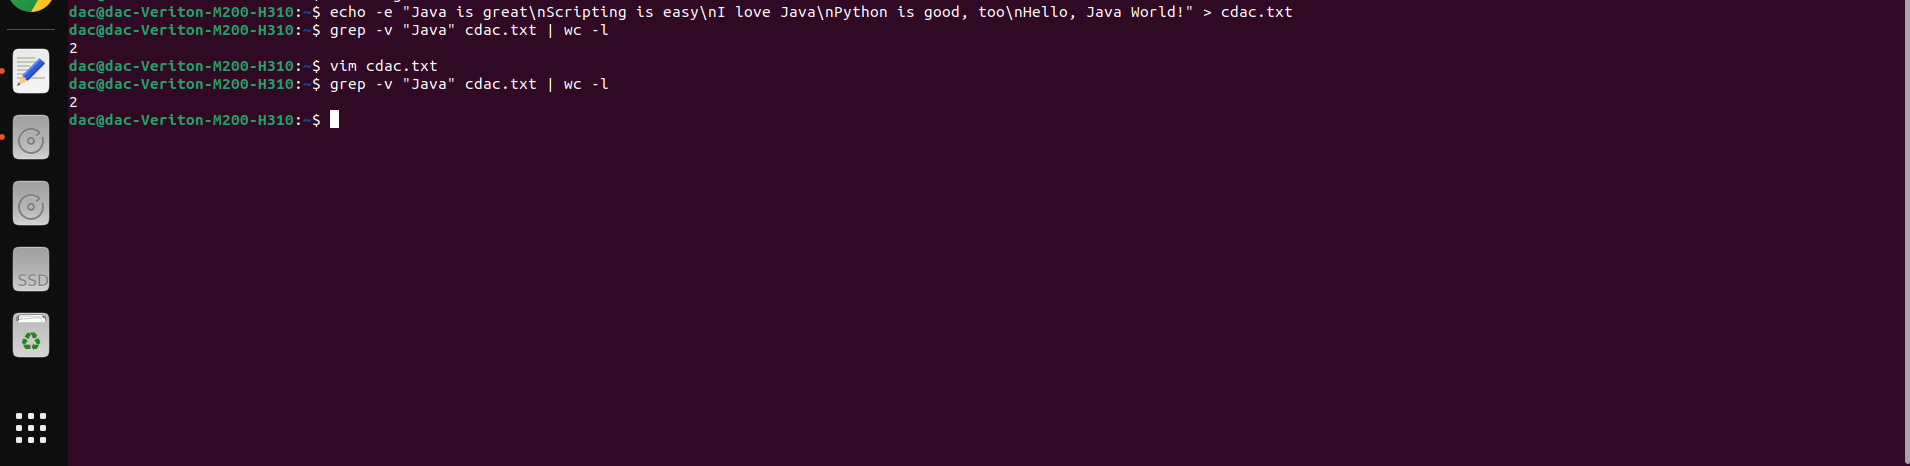 dac@dac-Veriton-M200-H310:~$ echo -e "Java is great\nScripting is easy\nI love Java\nPython is good, too\nHello, Java World!" > cdac.txt
dac@dac-Veriton-M200-H310:~$ grep -v "Java" cdac.txt | wc -l
2
dac@dac-Veriton-M200-H310:~$ vim cdac.txt
dac@dac-Veriton-M200-H310:~$ grep -v "Java" cdac.txt | wc -l
2
dac@dac-Veriton-M200-H310:~$
SSD